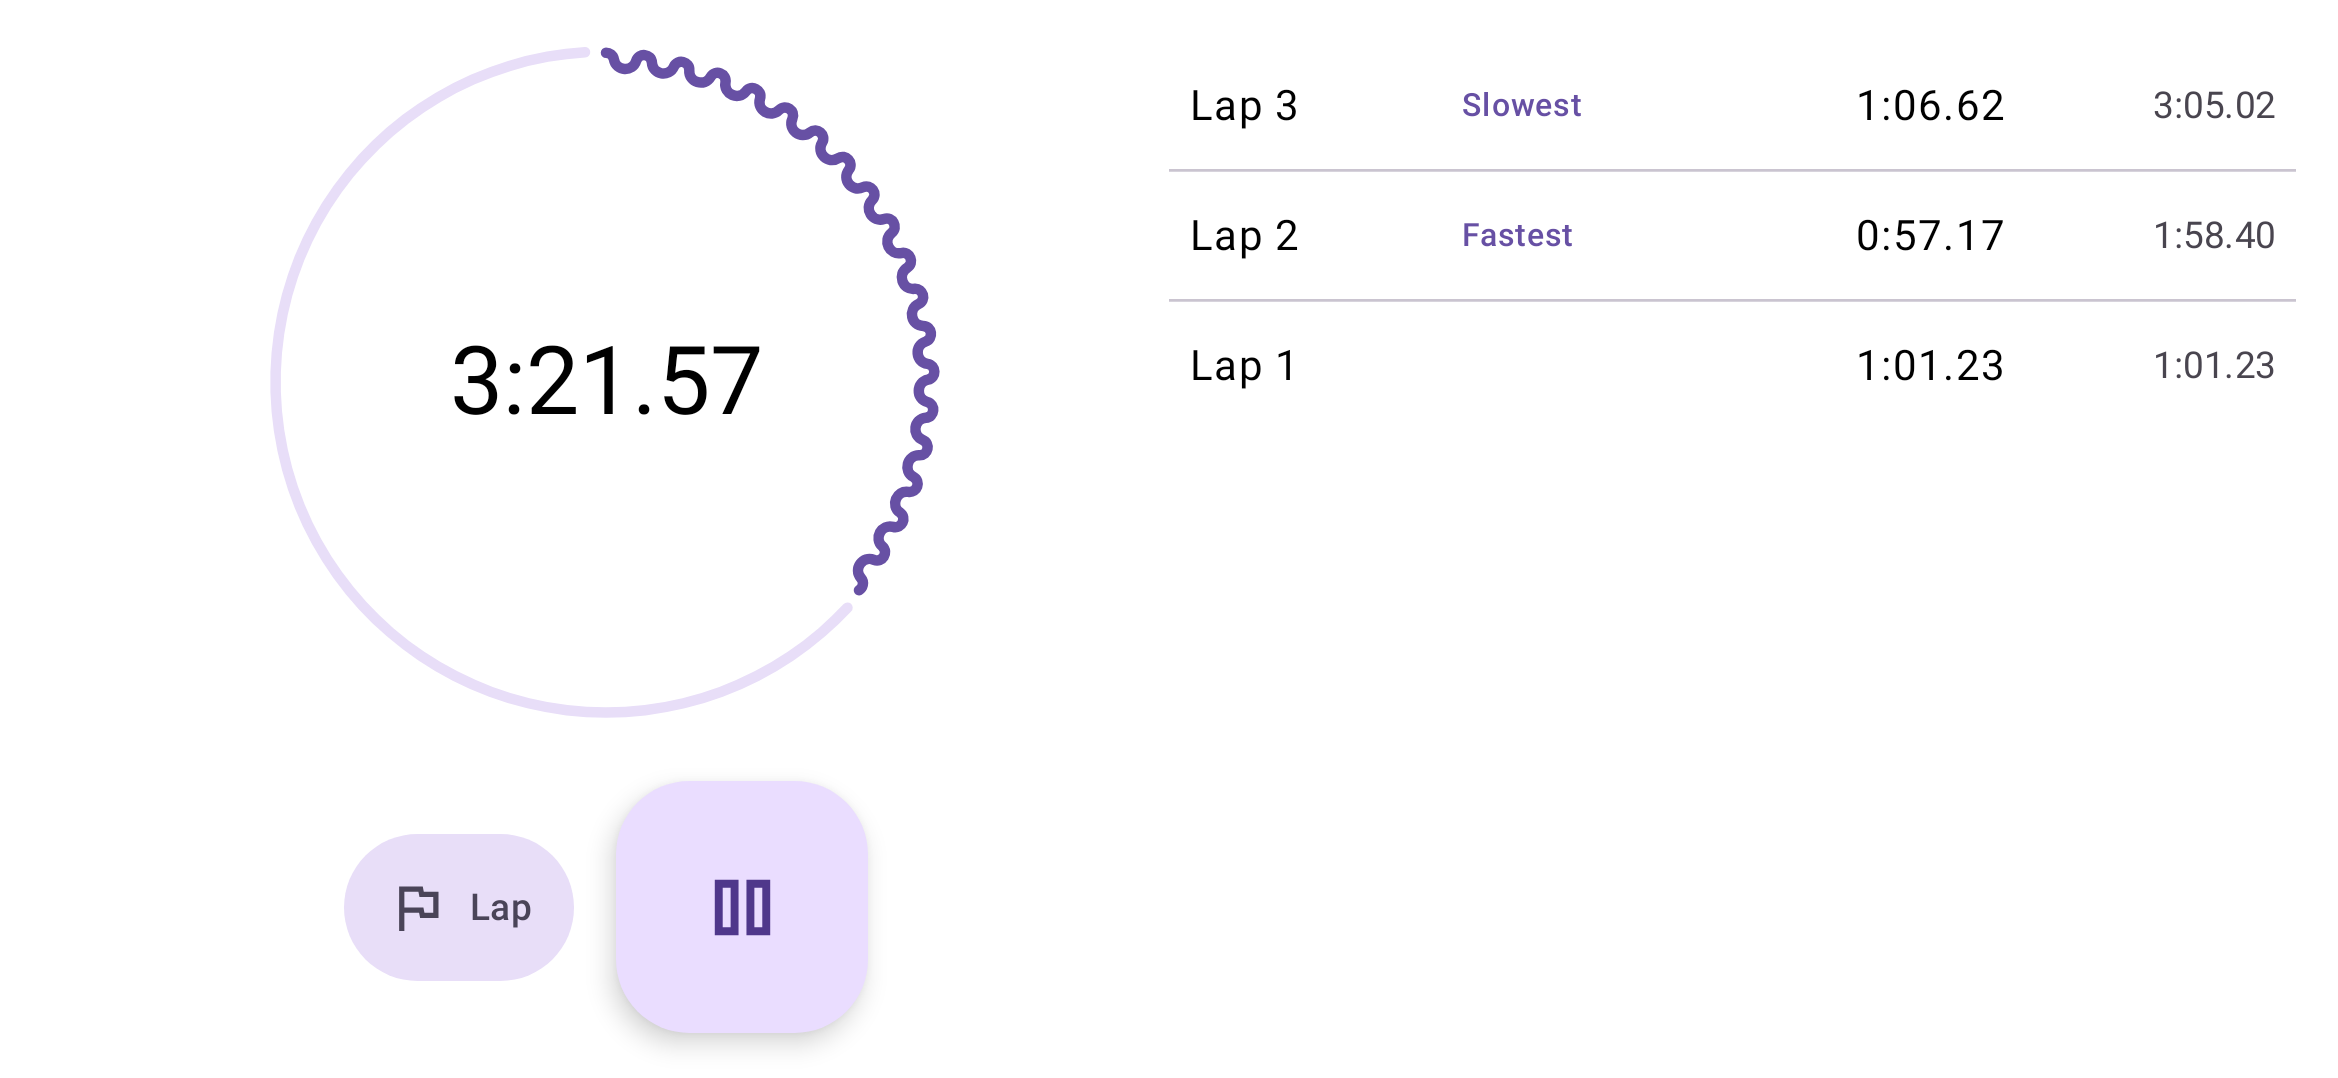 3:21.57
Lap
Lap 3 Slowest 1:06.62 3:05.02
Lap 2 Fastest 0:57.17 1:58.40
Lap 1 1:01.23 1:01.23